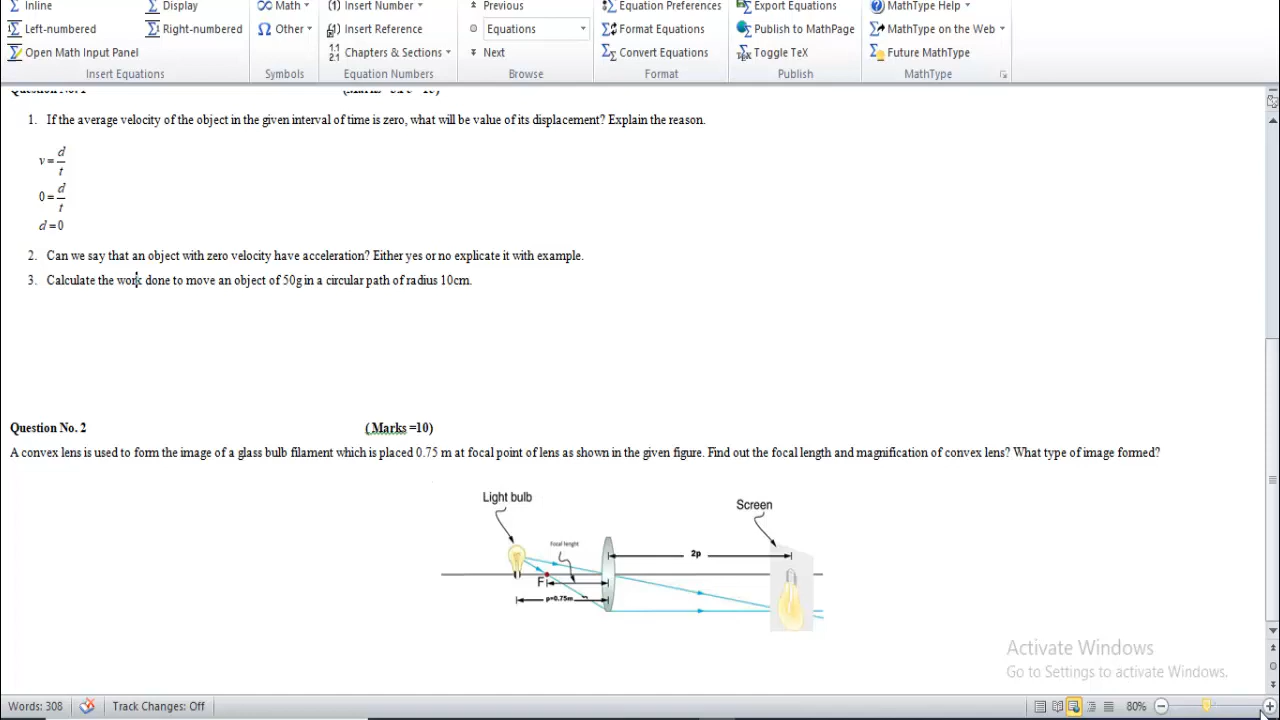 Inline
Display
Math
(1) Insert Number
Previous
Equation Preferences
Export Equations
MathType Help
Left-numbered
Right-numbered
Other
Insert Reference
Equations
Format Equations
Publish to MathPage
MathType on the Web
Open Math Input Panel
Chapters & Sections
Next
Convert Equations
Toggle TeX
Future MathType
Insert Equations
Symbols
Equation Numbers
Browse
Format
Publish
MathType
1. If the average velocity of the object in the given interval of time is zero, what will be value of its displacement? Explain the reason.
v = d/t
0 = d/t
d = 0
2. Can we say that an object with zero velocity have acceleration? Either yes or no explicate it with example.
3. Calculate the work done to move an object of 50g in a circular path of radius 10cm.
Question No. 2 ( Marks =10)
A convex lens is used to form the image of a glass bulb filament which is placed 0.75 m at focal point of lens as shown in the given figure. Find out the focal length and magnification of convex lens? What type of image formed?
Light bulb
Screen
Focal lenght
2p
F
p=0.75m
Activate Windows
Go to Settings to activate Windows.
Words: 308
Track Changes: Off
80%